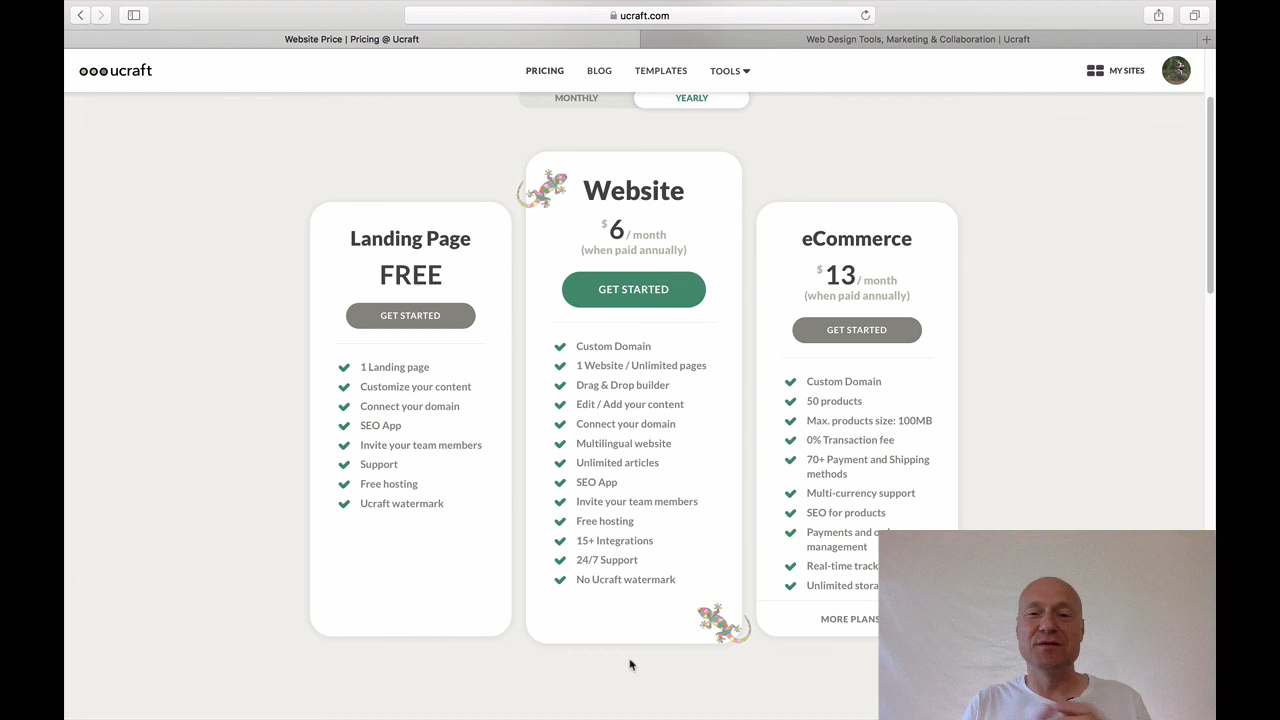 ucraft.com
Website Price | Pricing @ Ucraft
Web Design Tools, Marketing & Collaboration | Ucraft
ucraft
PRICING
BLOG
TEMPLATES
TOOLS
MY SITES
MONTHLY
YEARLY
Landing Page
FREE
GET STARTED
1 Landing page
Customize your content
Connect your domain
SEO App
Invite your team members
Support
Free hosting
Ucraft watermark
Website
$6 / month
(when paid annually)
GET STARTED
Custom Domain
1 Website / Unlimited pages
Drag & Drop builder
Edit / Add your content
Connect your domain
Multilingual website
Unlimited articles
SEO App
Invite your team members
Free hosting
15+ Integrations
24/7 Support
No Ucraft watermark
eCommerce
$13 / month
(when paid annually)
GET STARTED
Custom Domain
50 products
Max. products size: 100MB
0% Transaction fee
70+ Payment and Shipping
methods
Multi-currency support
SEO for products
Payments and
management
Real-time
Unlimited
MORE PLANS